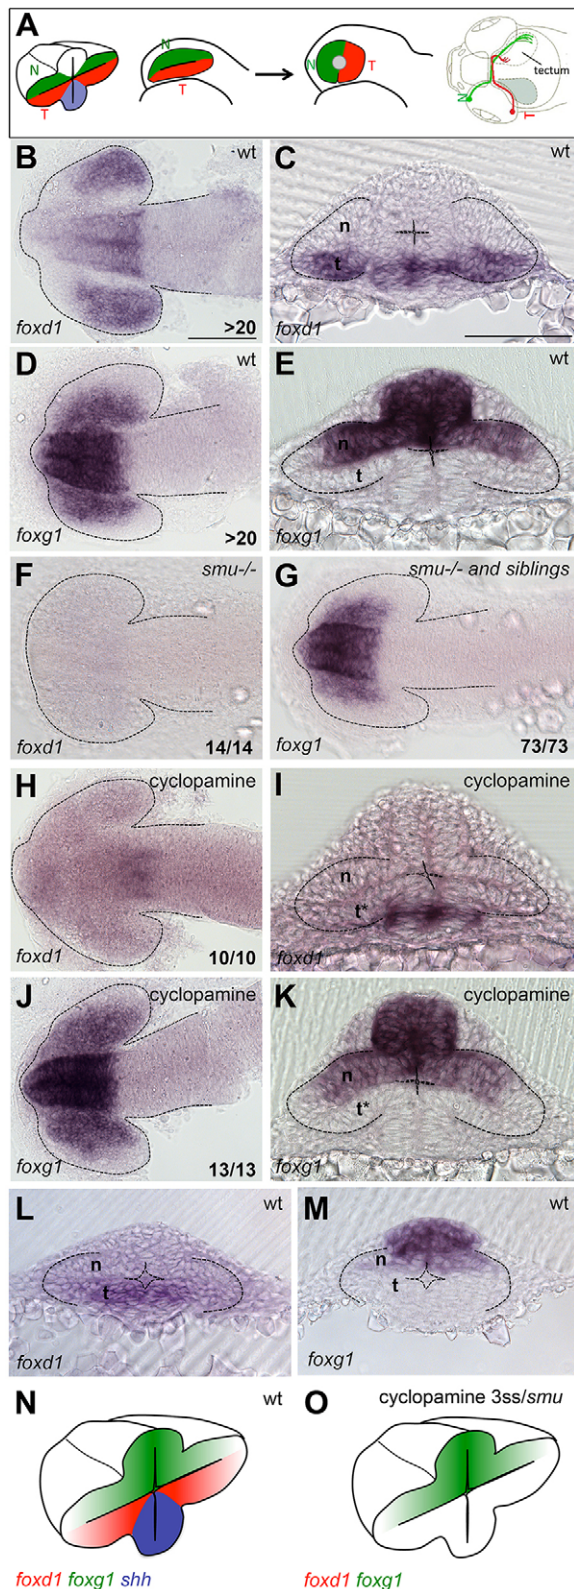 A
N
T
N
T
N
T
tectum
N
T
B
wt
foxd1
>20
C
wt
n
t
foxd1
D
wt
foxg1
>20
E
wt
n
t
foxg1
F
smu-/-
foxd1
14/14
G
smu-/- and siblings
foxg1
73/73
H
cyclopamine
foxd1
10/10
I
cyclopamine
n
t*
foxd1
J
cyclopamine
foxg1
13/13
K
cyclopamine
n
t*
foxg1
L
wt
n
t
foxd1
M
wt
n
t
foxg1
N
wt
foxd1 foxg1 shh
O
cyclopamine 3ss/smu
foxd1 foxg1